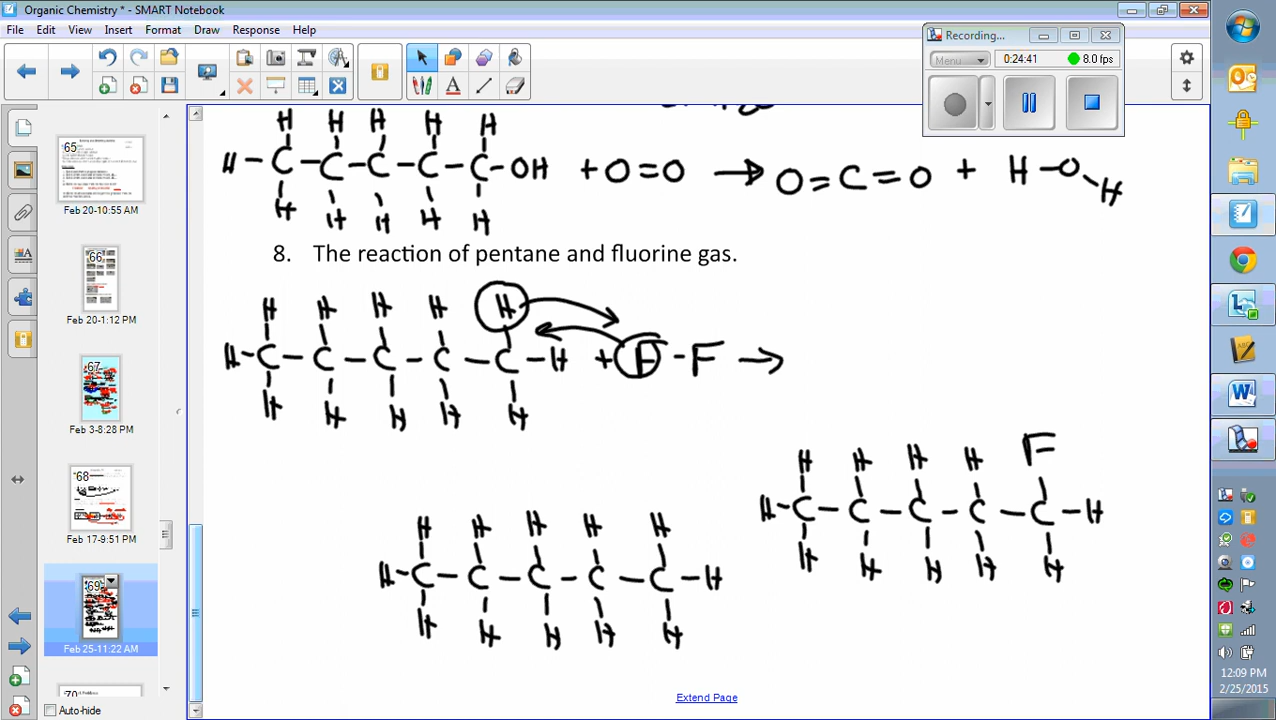 Organic Chemistry * - SMART Notebook
File Edit View Insert Format Draw Response Help
Recording...
Menu
0:24:41
8.0 fps
65
Feb 20-10:55 AM
66
Feb 20-1:12 PM
67
Feb 3-8:28 PM
68
Feb 17-9:51 PM
69
Feb 25-11:22 AM
70
Auto-hide
H H H H H
H-C-C-C-C-C-OH +O=O → O=C=O + H-O-H
H H H H H
8. The reaction of pentane and fluorine gas.
H H H H H
H-C-C-C-C-C-H + F-F →
H H H H H
H H H H F
H-C-C-C-C-C-H
H H H H H
H H H H H
H-C-C-C-C-C-H
H H H H H
Extend Page
12:09 PM
2/25/2015